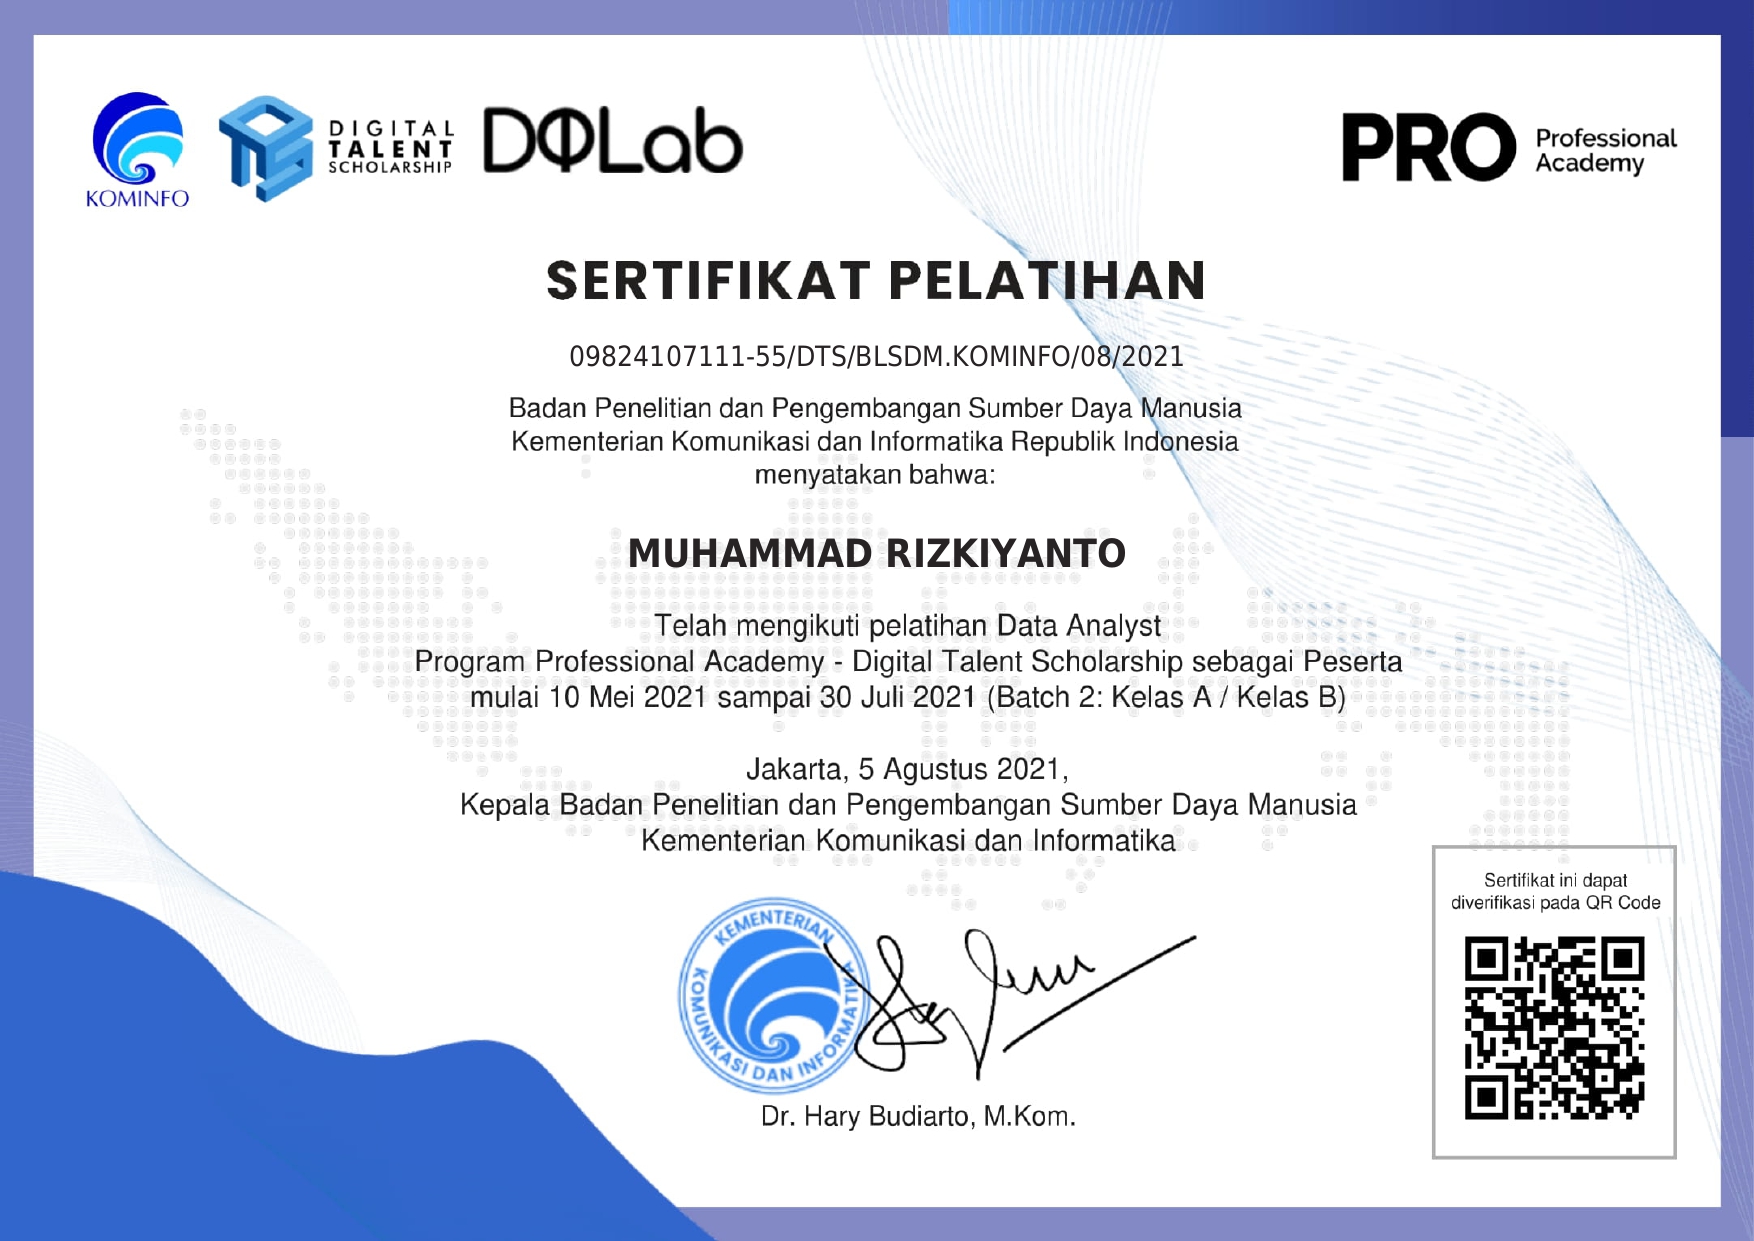 KOMINFO
DIGITAL
TALENT
SCHOLARSHIP
DQLab
PRO
Professional
Academy
SERTIFIKAT PELATIHAN
09824107111-55/DTS/BLSDM.KOMINFO/08/2021
Badan Penelitian dan Pengembangan Sumber Daya Manusia
Kementerian Komunikasi dan Informatika Republik Indonesia
menyatakan bahwa:
MUHAMMAD RIZKIYANTO
Telah mengikuti pelatihan Data Analyst
Program Professional Academy - Digital Talent Scholarship sebagai Peserta
mulai 10 Mei 2021 sampai 30 Juli 2021 (Batch 2: Kelas A / Kelas B)
Jakarta, 5 Agustus 2021,
Kepala Badan Penelitian dan Pengembangan Sumber Daya Manusia
Kementerian Komunikasi dan Informatika
Sertifikat ini dapat
diverifikasi pada QR Code
KEMENTERIAN
KOMUNIKASI DAN INFORMATIKA
Dr. Hary Budiarto, M.Kom.